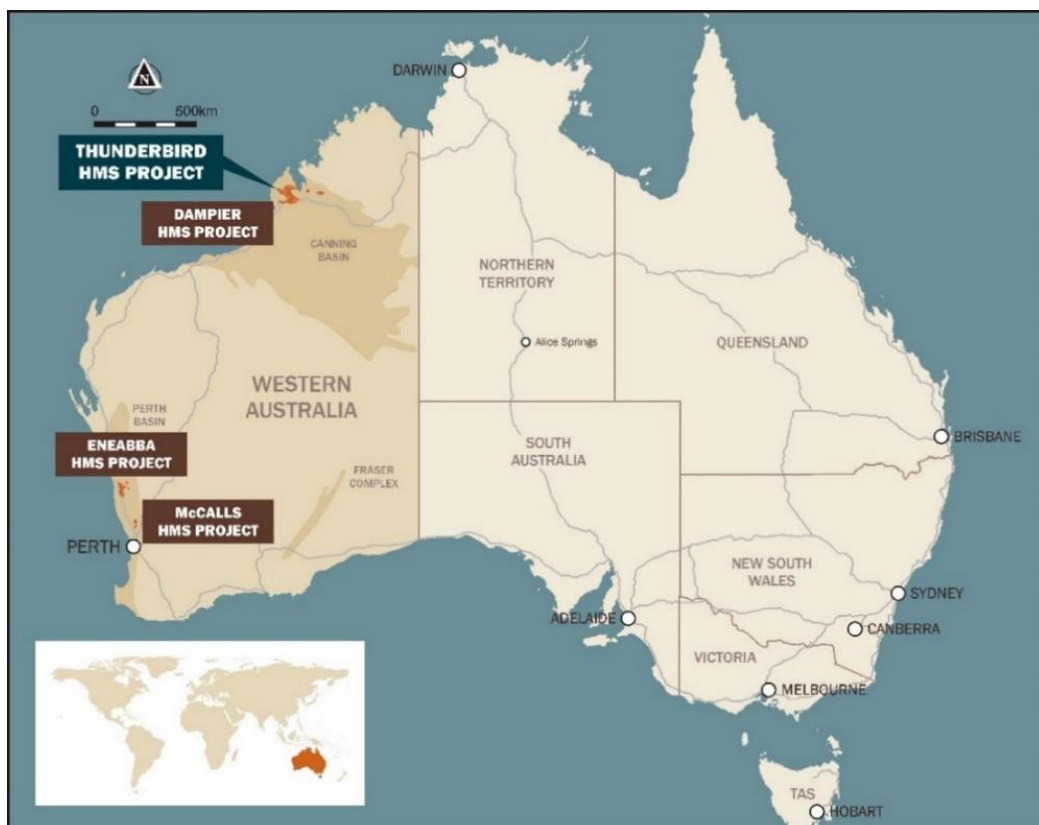 DARWIN
N
0 500km
THUNDERBIRD
HMS PROJECT
DAMPIER
HMS PROJECT
CANNING
BASIN
NORTHERN
TERRITORY
Alice Springs
QUEENSLAND
WESTERN
AUSTRALIA
PERTH
BASIN
ENEABBA
HMS PROJECT
SOUTH
AUSTRALIA
BRISBANE
FRASER
COMPLEX
McCALLS
HMS PROJECT
PERTH
NEW SOUTH
WALES
SYDNEY
ADELAIDE
CANBERRA
VICTORIA
MELBOURNE
TAS
HOBART